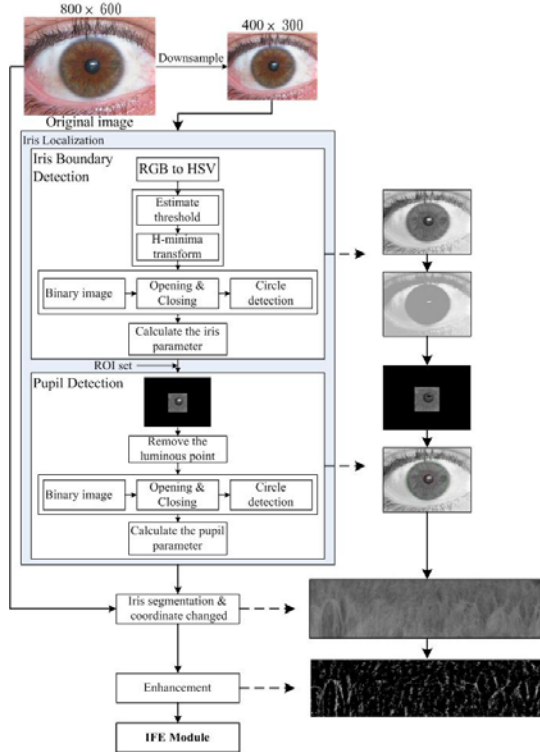 800 × 600
400 × 300
Downsample
Original image
Iris Localization
Iris Boundary
Detection
RGB to HSV
Estimate
threshold
H-minima
transform
Binary image
Opening &
Closing
Circle
detection
Calculate the iris
parameter
ROI set
Pupil Detection
Remove the
luminous point
Binary image
Opening &
Closing
Circle
detection
Calculate the pupil
parameter
Iris segmentation &
coordinate changed
Enhancement
IFE Module